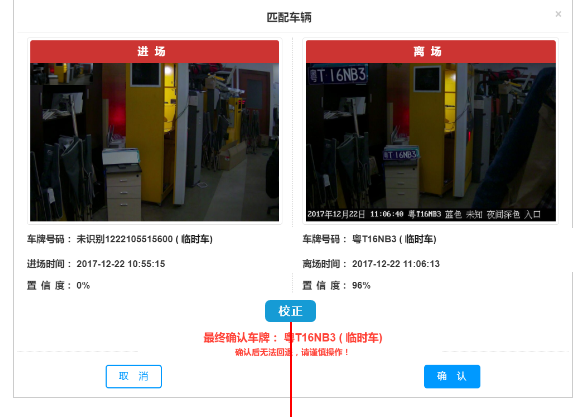 匹配车辆
×
进 场
离 场
粤T16NB3
粤T16NB3
2017年12月22日 11:06:40 粤T16NB3 蓝色 未知 夜间深色 入口
车牌号码： 未识别1222105515600 ( 临时车)
车牌号码： 粤T16NB3 ( 临时车)
进场时间： 2017-12-22 10:55:15
离场时间： 2017-12-22 11:06:13
置 信 度： 0%
置 信 度： 96%
校正
最终确认车牌： 粤T16NB3 ( 临时车)
确认后无法回退，请谨慎操作！
取 消
确 认